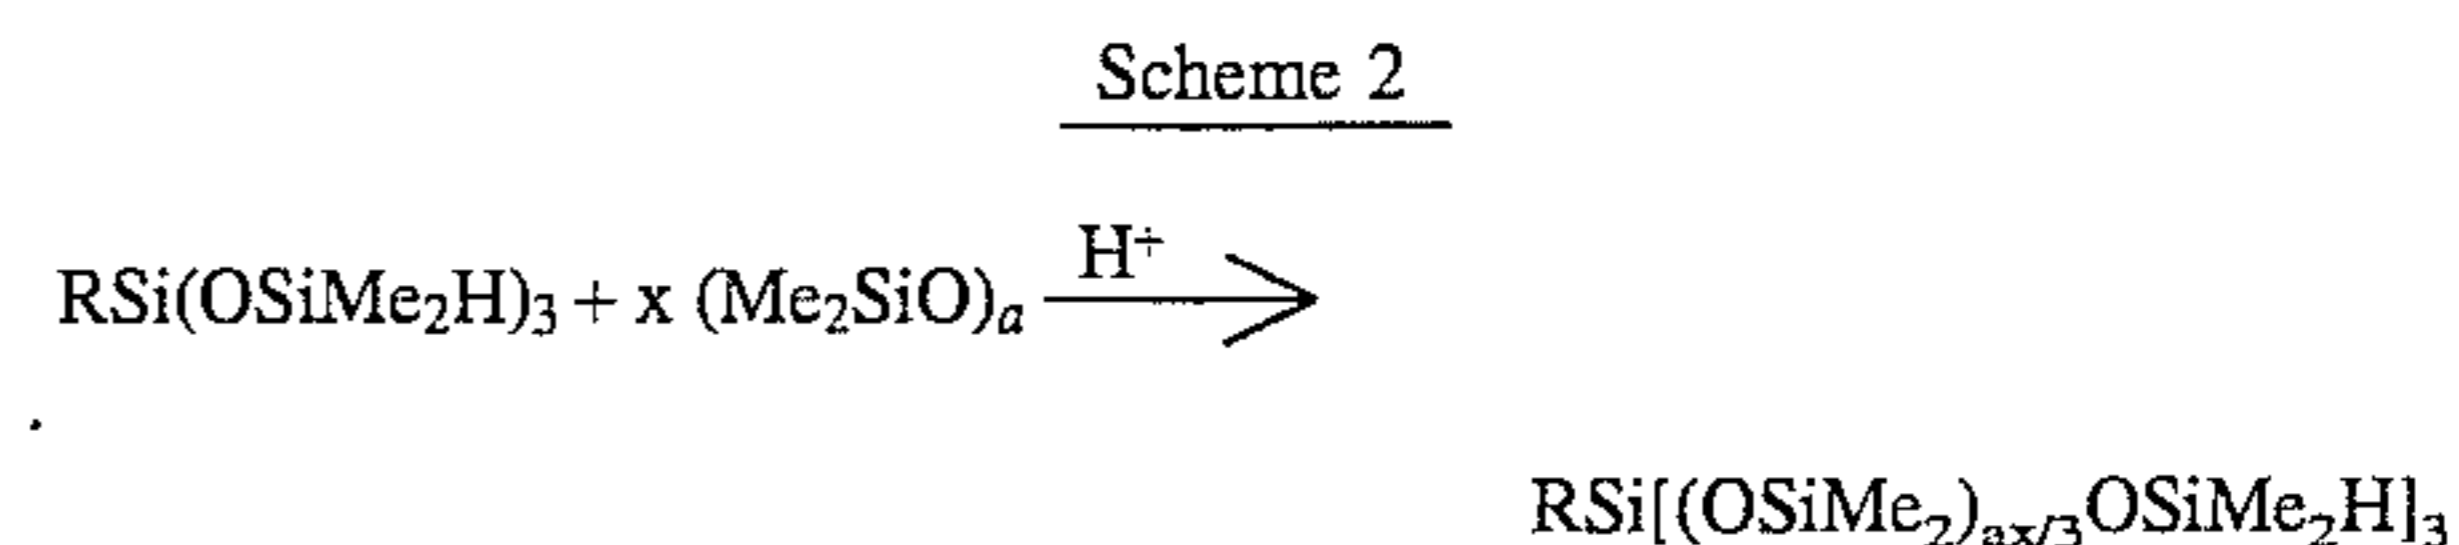 Scheme 2
H⁺
RSi(OSiMe₂H)₃ + x (Me₂SiO)ₐ
RSi[(OSiMe₂)ₐₓ/₃OSiMe₂H]₃